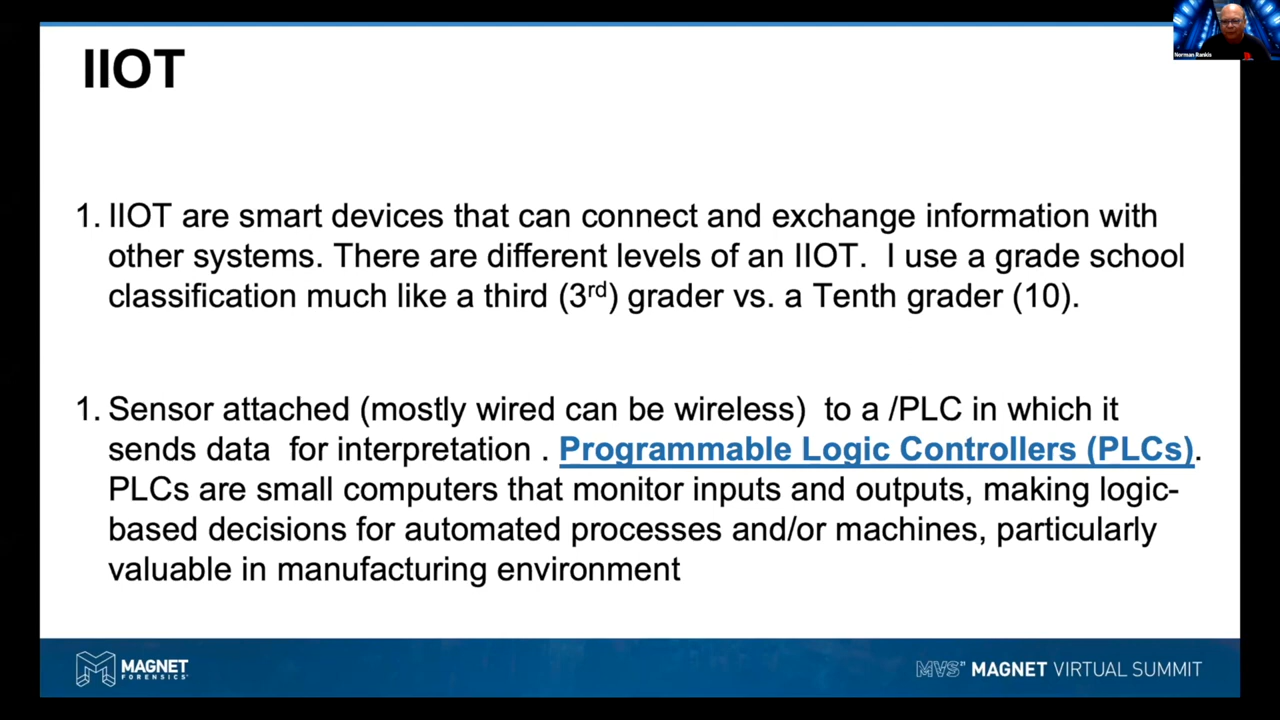 IIOT
Norman Rankis
1. IIOT are smart devices that can connect and exchange information with
other systems. There are different levels of an IIOT.  I use a grade school
classification much like a third (3rd) grader vs. a Tenth grader (10).
1. Sensor attached (mostly wired can be wireless)  to a /PLC in which it
sends data  for interpretation . Programmable Logic Controllers (PLCs).
PLCs are small computers that monitor inputs and outputs, making logic-
based decisions for automated processes and/or machines, particularly
valuable in manufacturing environment
MAGNET
FORENSICS
MVS21 MAGNET VIRTUAL SUMMIT